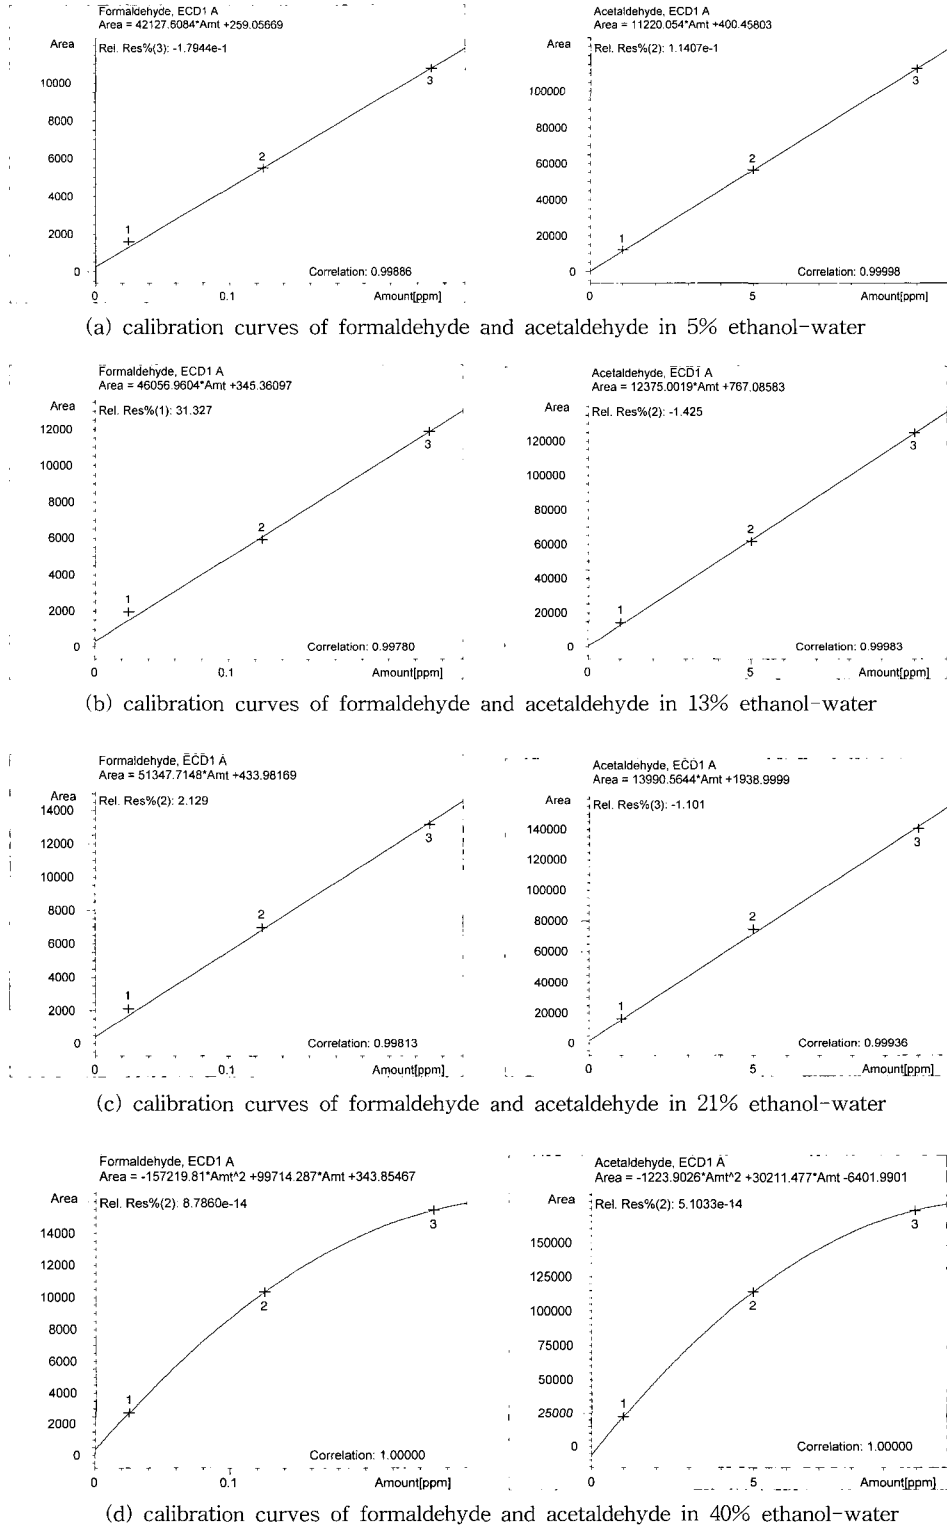 Formaldehyde, ECD1 A
Area = 42127.6084*Amt +259.05669
Area
Rel. Res%(3): -1.7944e-1
10000
8000
6000
4000
2000
0
1
2
3
Correlation: 0.99886
0
0.1
Amount[ppm]
Acetaldehyde, ECD1 A
Area = 11220.054*Amt +400.45803
Area
Rel. Res%(2): 1.1407e-1
100000
80000
60000
40000
20000
0
1
2
3
Correlation: 0.99998
0
5
Amount[ppm]
(a) calibration curves of formaldehyde and acetaldehyde in 5% ethanol-water
Formaldehyde, ECD1 A
Area = 46056.9604*Amt +345.36097
Area
Rel. Res%(1): 31.327
12000
10000
8000
6000
4000
2000
0
1
2
3
Correlation: 0.99780
0
0.1
Amount[ppm]
Acetaldehyde, ECD1 A
Area = 12375.0019*Amt +767.08583
Area
Rel. Res%(2): -1.425
120000
100000
80000
60000
40000
20000
0
1
2
3
Correlation: 0.99983
0
5
Amount[ppm]
(b) calibration curves of formaldehyde and acetaldehyde in 13% ethanol-water
Formaldehyde, ECD1 A
Area = 51347.7148*Amt +433.98169
Area
Rel. Res%(2): 2.129
14000
12000
10000
8000
6000
4000
2000
0
1
2
3
Correlation: 0.99813
0
0.1
Amount[ppm]
Acetaldehyde, ECD1 A
Area = 13990.5644*Amt +1938.9999
Area
Rel. Res%(3): -1.101
140000
120000
100000
80000
60000
40000
20000
0
1
2
3
Correlation: 0.99936
0
5
Amount[ppm]
(c) calibration curves of formaldehyde and acetaldehyde in 21% ethanol-water
Formaldehyde, ECD1 A
Area = -157219.81*Amt^2 +99714.287*Amt +343.85467
Area
Rel. Res%(2): 8.7860e-14
14000
12000
10000
8000
6000
4000
2000
0
1
2
3
Correlation: 1.00000
0
0.1
Amount[ppm]
Acetaldehyde, ECD1 A
Area = -1223.9026*Amt^2 +30211.477*Amt -6401.9901
Area
Rel. Res%(2): 5.1033e-14
150000
125000
100000
75000
50000
25000
0
1
2
3
Correlation: 1.00000
0
5
Amount[ppm]
(d) calibration curves of formaldehyde and acetaldehyde in 40% ethanol-water